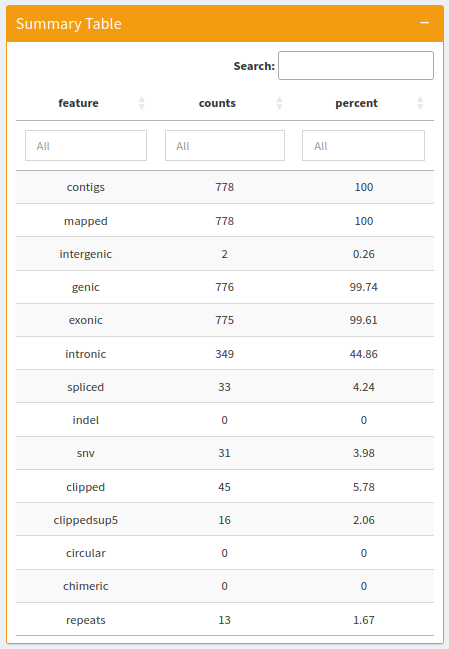 Summary Table −
Search:
feature counts percent
All All All
contigs 778 100
mapped 778 100
intergenic 2 0.26
genic 776 99.74
exonic 775 99.61
intronic 349 44.86
spliced 33 4.24
indel 0 0
snv 31 3.98
clipped 45 5.78
clippedsup5 16 2.06
circular 0 0
chimeric 0 0
repeats 13 1.67